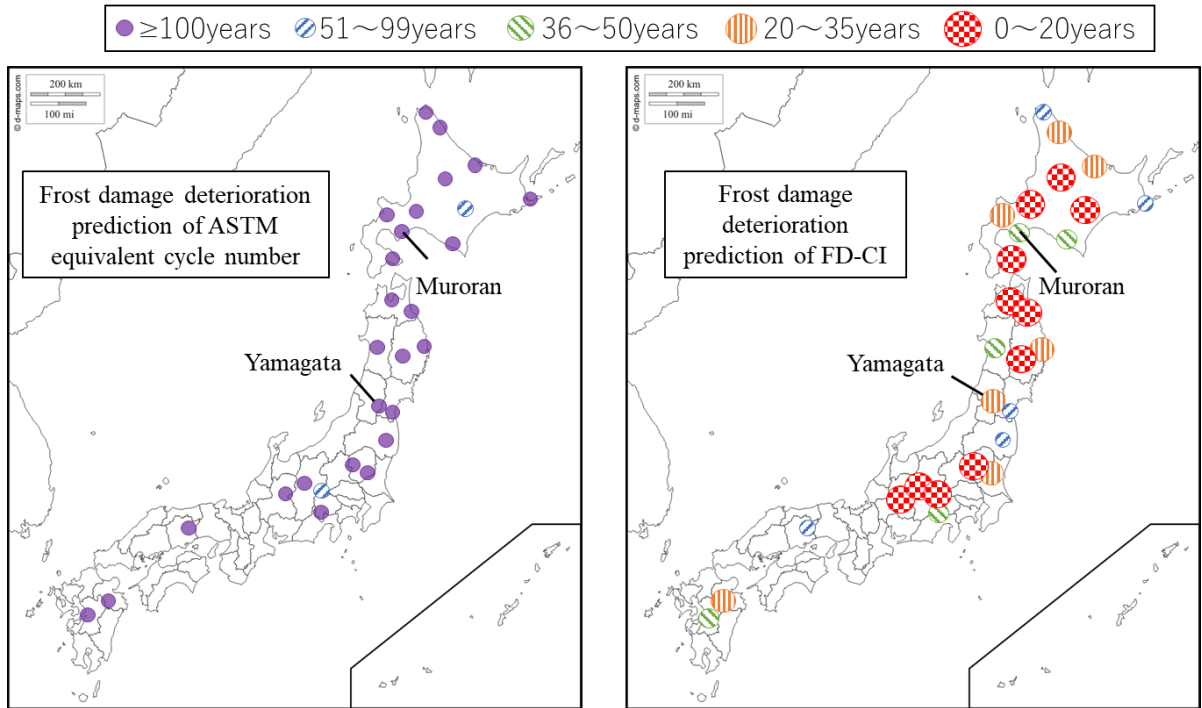 ≥100years 51～99years 36～50years 20～35years 0～20years
© d-maps.com
200 km
100 mi
Frost damage deterioration
prediction of ASTM
equivalent cycle number
Muroran
Yamagata
© d-maps.com
200 km
100 mi
Frost damage
deterioration
prediction of FD-CI
Muroran
Yamagata